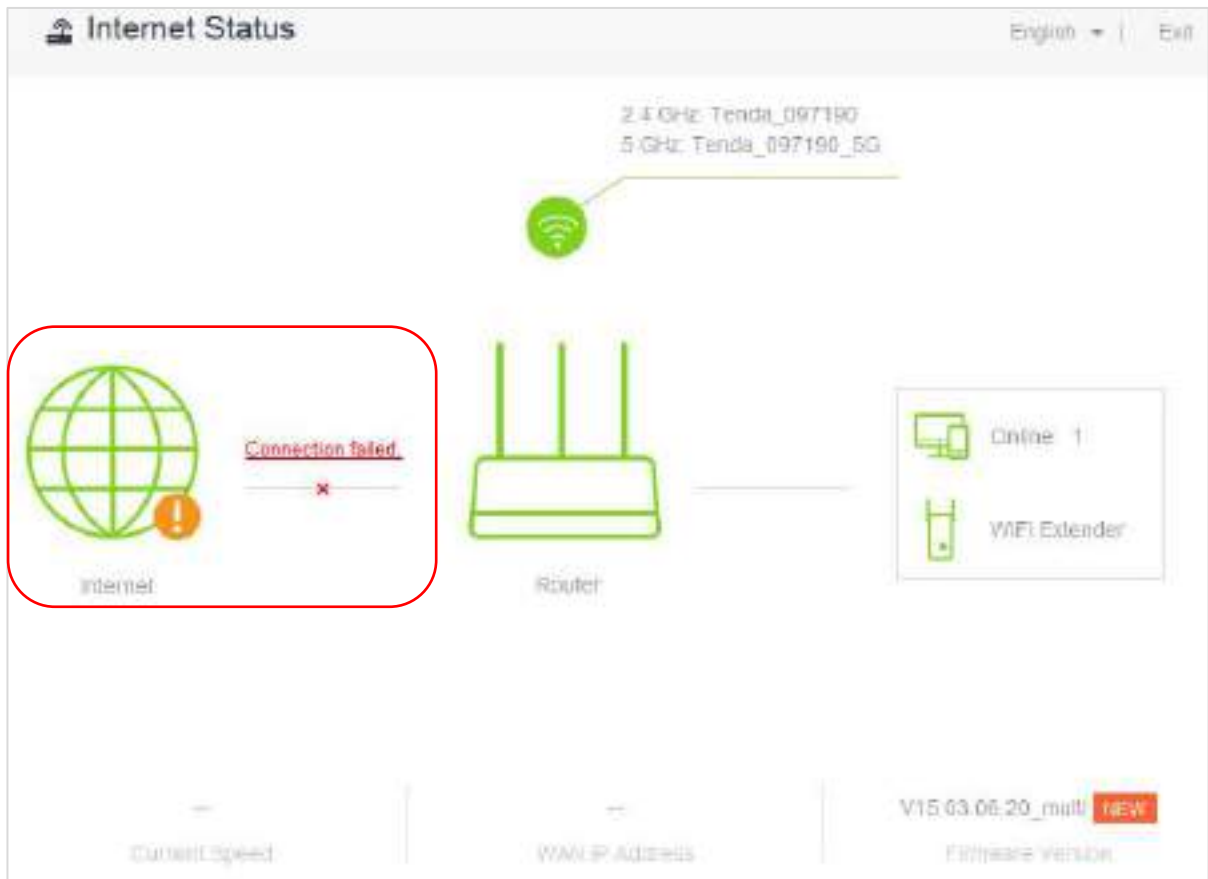 Internet Status
English | Exit
2.4 GHz: Tenda_097190
5 GHz: Tenda_097190_5G
Connection failed.
Internet
Router
Online 1
WiFi Extender
--
Current Speed
--
WAN IP Address
V15.03.06.20_multi NEW
Firmware Version